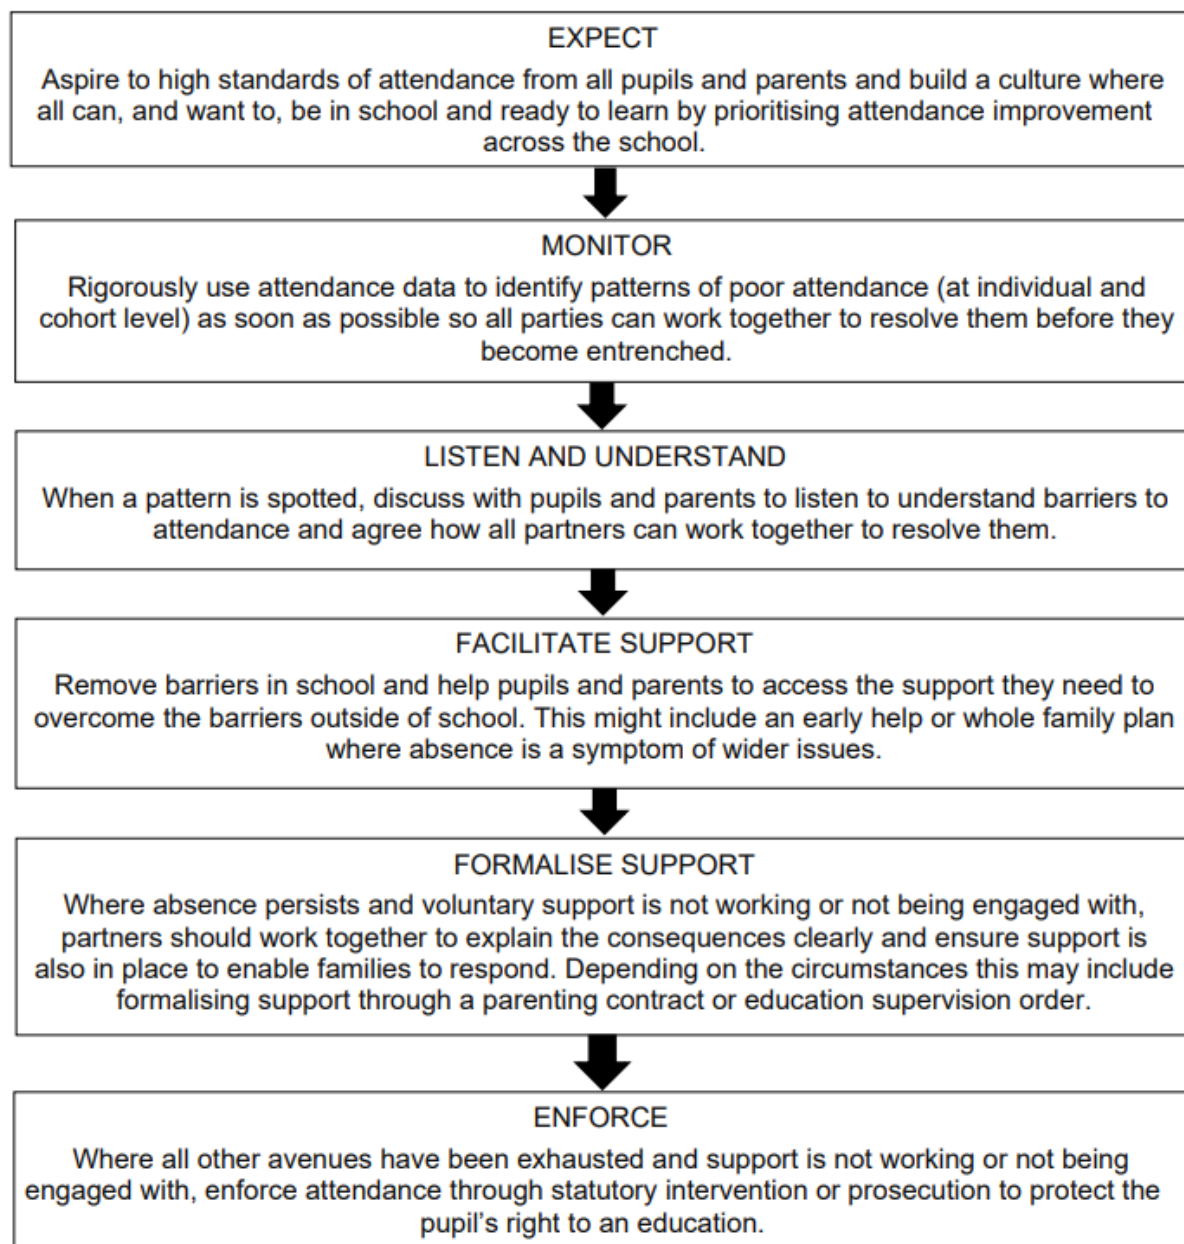 EXPECT
Aspire to high standards of attendance from all pupils and parents and build a culture where
all can, and want to, be in school and ready to learn by prioritising attendance improvement
across the school.
MONITOR
Rigorously use attendance data to identify patterns of poor attendance (at individual and
cohort level) as soon as possible so all parties can work together to resolve them before they
become entrenched.
LISTEN AND UNDERSTAND
When a pattern is spotted, discuss with pupils and parents to listen to understand barriers to
attendance and agree how all partners can work together to resolve them.
FACILITATE SUPPORT
Remove barriers in school and help pupils and parents to access the support they need to
overcome the barriers outside of school. This might include an early help or whole family plan
where absence is a symptom of wider issues.
FORMALISE SUPPORT
Where absence persists and voluntary support is not working or not being engaged with,
partners should work together to explain the consequences clearly and ensure support is
also in place to enable families to respond. Depending on the circumstances this may include
formalising support through a parenting contract or education supervision order.
ENFORCE
Where all other avenues have been exhausted and support is not working or not being
engaged with, enforce attendance through statutory intervention or prosecution to protect the
pupil's right to an education.